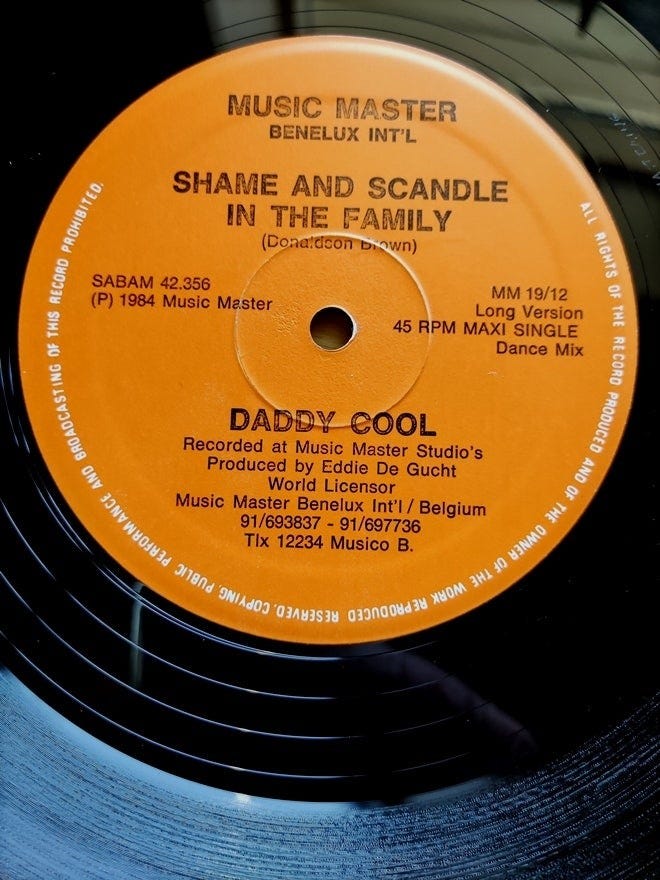 MUSIC MASTER
BENELUX INT'L
SHAME AND SCANDLE
IN THE FAMILY
(Donaldson Brown)
SABAM 42.356
(P) 1984 Music Master
MM 19/12
Long Version
45 RPM MAXI SINGLE
Dance Mix
DADDY COOL
Recorded at Music Master Studio's
Produced by Eddie De Gucht
World Licensor
Music Master Benelux Int'l / Belgium
91/693837 - 91/697736
Tlx 12234 Musico B.
ALL RIGHTS OF THE RECORD PRODUCED AND OF THE OWNER OF THE WORK REPRODUCED RESERVED. COPYING PUBLIC PERFORMANCE AND BROADCASTING OF THIS RECORD PROHIBITED.